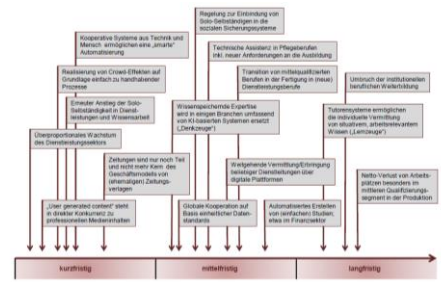 Regelung zur Einbindung von
Solo-Selbständigen in die
sozialen Sicherungssysteme
Kooperative Systeme aus Technik und
Mensch ermöglichen eine „smarte"
Automatisierung
Technische Assistenz in Pflegeberufen
inkl. neuer Anforderungen an die Ausbildung
Realisierung von Crowd-Effekten auf
Grundlage einfach zu handhabender
Prozesse
Transition von mittelqualifizierten
Berufen in der Fertigung in (neue)
Dienstleistungsberufe
Umbruch der institutionellen
beruflichen Weiterbildung
Erneuter Anstieg der Solo-
Selbständigkeit in Dienst-
leistungen und Wissensarbeit
Wissensspeichernde Expertise
wird in einigen Branchen umfassend
von KI-basierten Systemen ersetzt
(„Denkzeuge")
Tutorensysteme ermöglichen
die individuelle Vermittlung
von situativem, arbeitsrelevantem
Wissen („Lernzeuge")
Überproportionales Wachstum
des Dienstleistungssektors
Zeitungen sind nur noch Teil
und nicht mehr Kern des
Geschäftsmodells von
(ehemaligen) Zeitungs-
verlagen
Weitgehende Vermittlung/Erbringung
beliebiger Dienstleistungen über
digitale Plattformen
Netto-Verlust von Arbeits-
plätzen besonders im
mittleren Qualifizierungs-
segment in der Produktion
„User generated content" steht
in direkter Konkurrenz zu
professionellen Medieninhalten
Globale Kooperation auf
Basis einheitlicher Daten-
standards
Automatisiertes Erstellen
von (einfachen) Studien,
etwa im Finanzsektor
kurzfristig
mittelfristig
langfristig